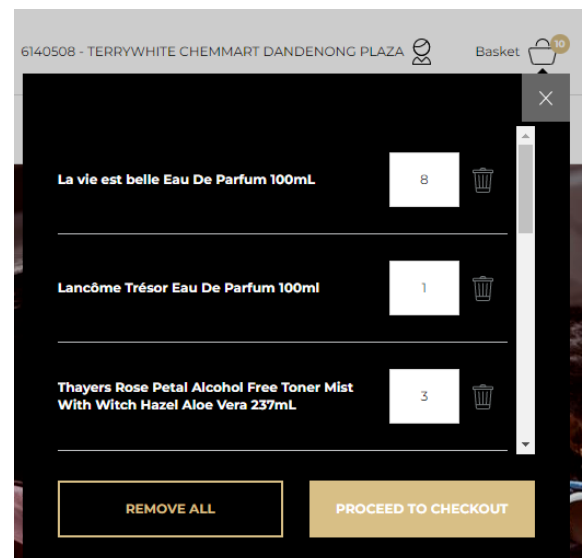 6140508 - TERRYWHITE CHEMMART DANDENONG PLAZA
Basket
10
La vie est belle Eau De Parfum 100mL
8
Lancôme Trésor Eau De Parfum 100ml
1
Thayers Rose Petal Alcohol Free Toner Mist
With Witch Hazel Aloe Vera 237mL
3
REMOVE ALL
PROCEED TO CHECKOUT